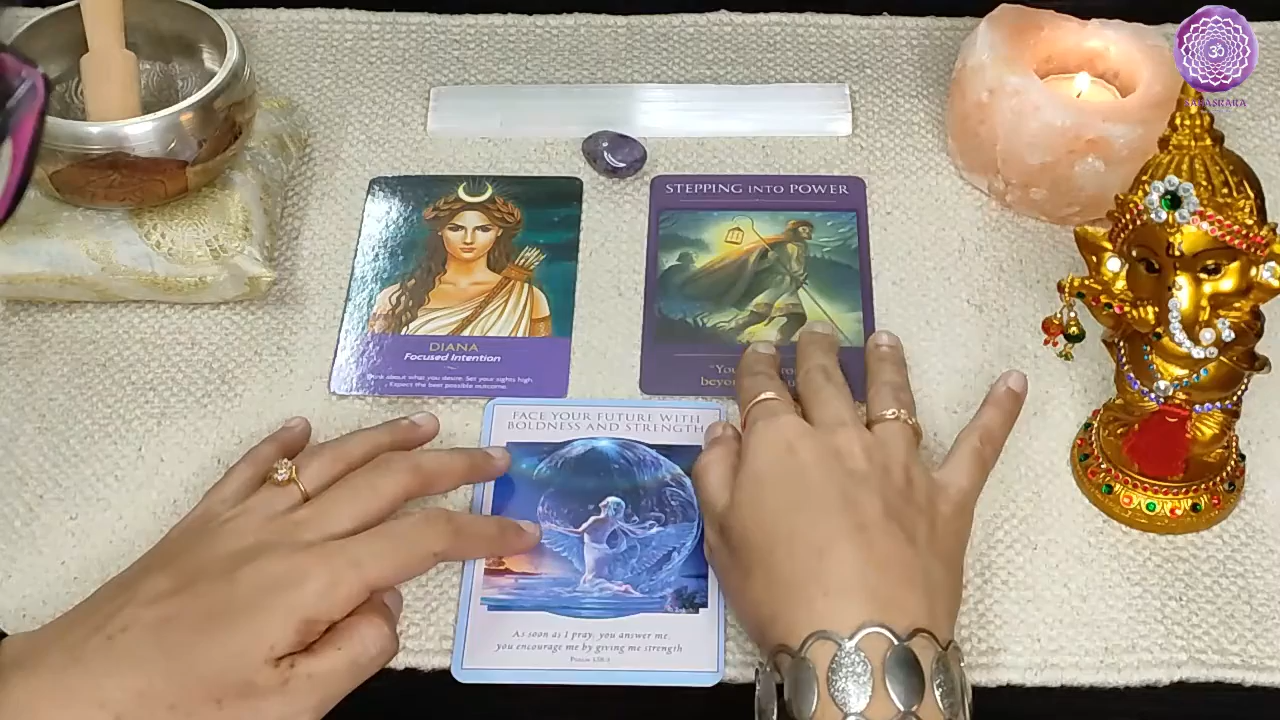 SAHASRARA
STEPPING INTO POWER
DIANA
Focused Intention
Think about what you desire. Set your sights high.
Expect the best possible outcome.
"You
beyon
FACE YOUR FUTURE WITH
BOLDNESS AND STRENGTH
As soon as I pray, you answer me,
you encourage me by giving me strength